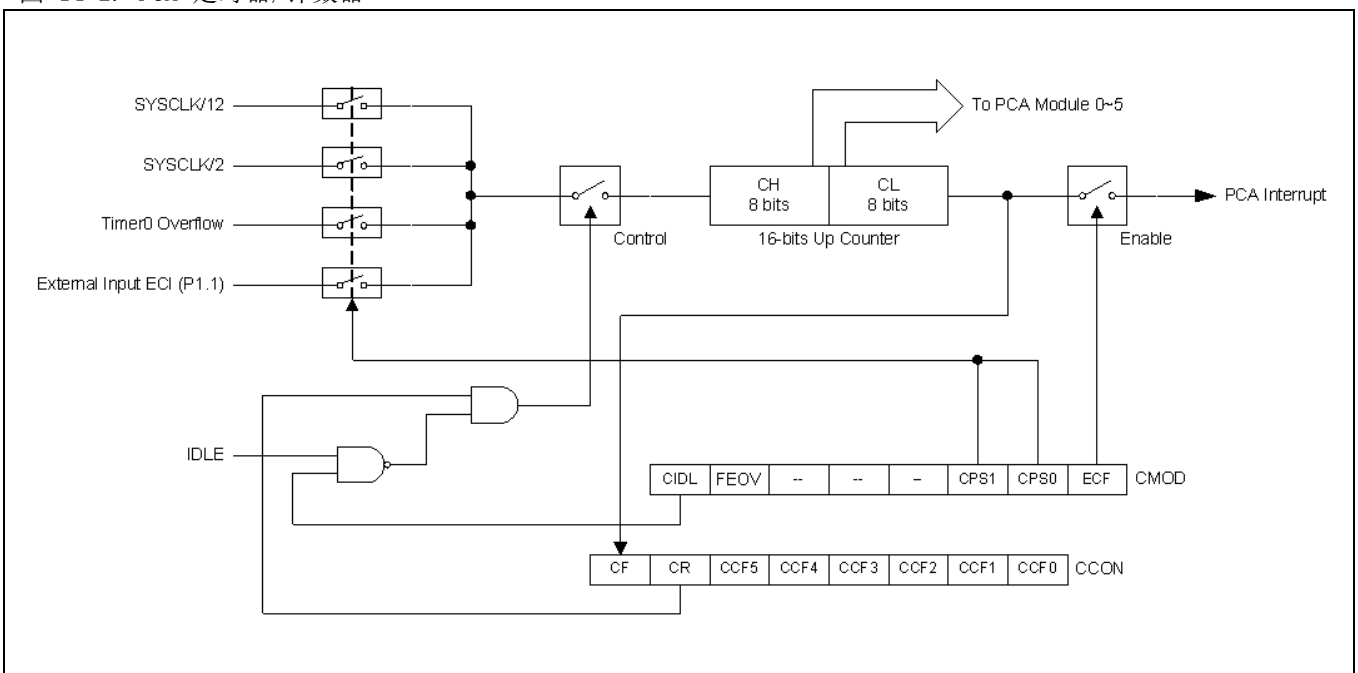 SYSCLK/12
To PCA Module 0~5
SYSCLK/2
CH
8 bits
CL
8 bits
PCA Interrupt
Timer0 Overflow
Control
16-bits Up Counter
Enable
External Input ECI (P1.1)
IDLE
CIDL FEOV -- -- – CPS1 CPS0 ECF CMOD
CF CR CCF5 CCF4 CCF3 CCF2 CCF1 CCF0 CCON